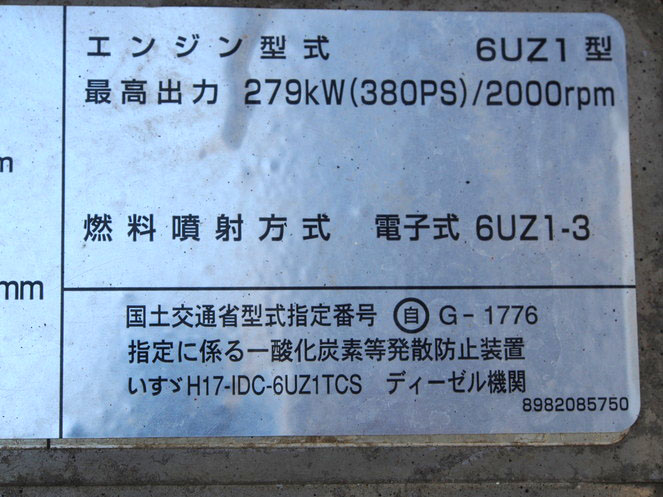 エンジン型式 6UZ1型
最高出力 279kW(380PS)/2000rpm
m
燃料噴射方式 電子式 6UZ1-3
mm
国土交通省型式指定番号 ㉂ G-1776
指定に係る一酸化炭素等発散防止装置
いすゞH17-IDC-6UZ1TCS ディーゼル機関
8982085750